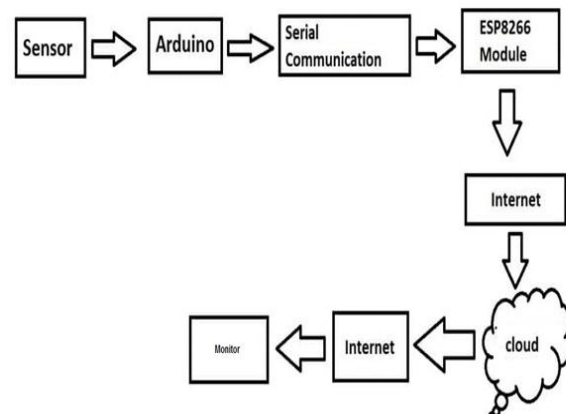 Sensor
Arduino
Serial
Communication
ESP8266
Module
Internet
cloud
Internet
Monitor